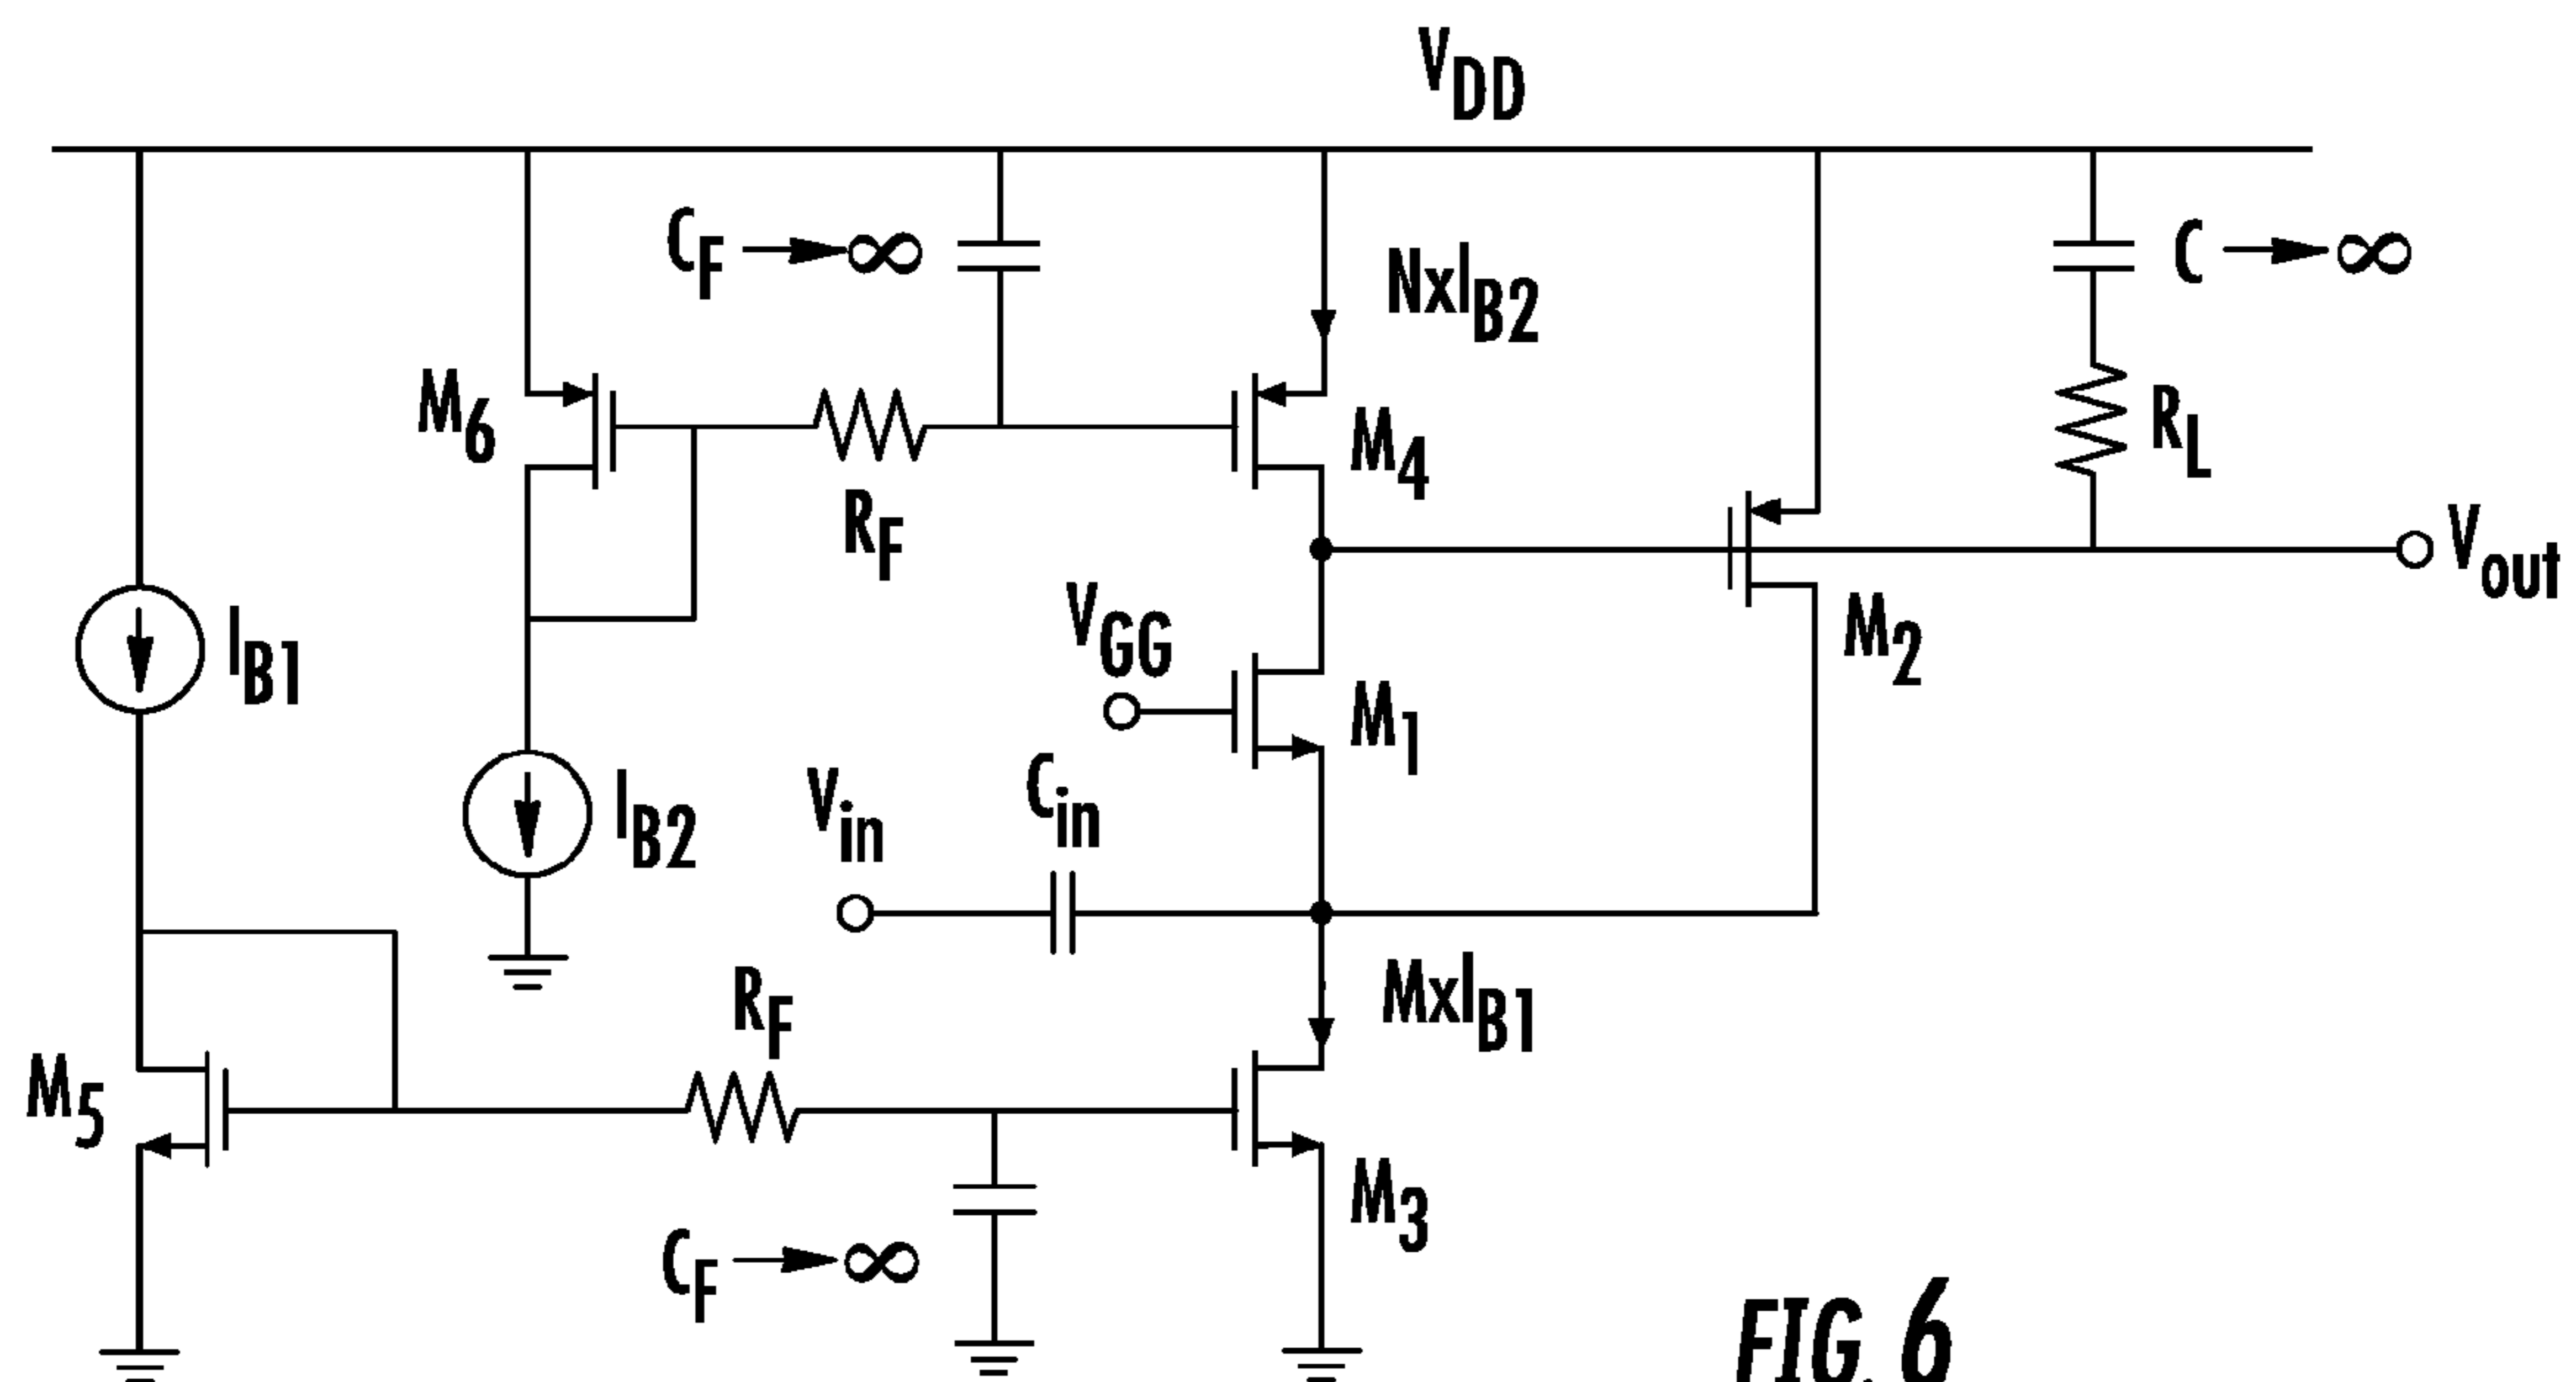 VDD
CF → ∞
NxIB2
C → ∞
M6
RF
M4
RL
Vout
IB1
VGG
M2
M1
IB2
Vin
Cin
RF
MxIB1
M5
M3
CF → ∞
FIG. 6